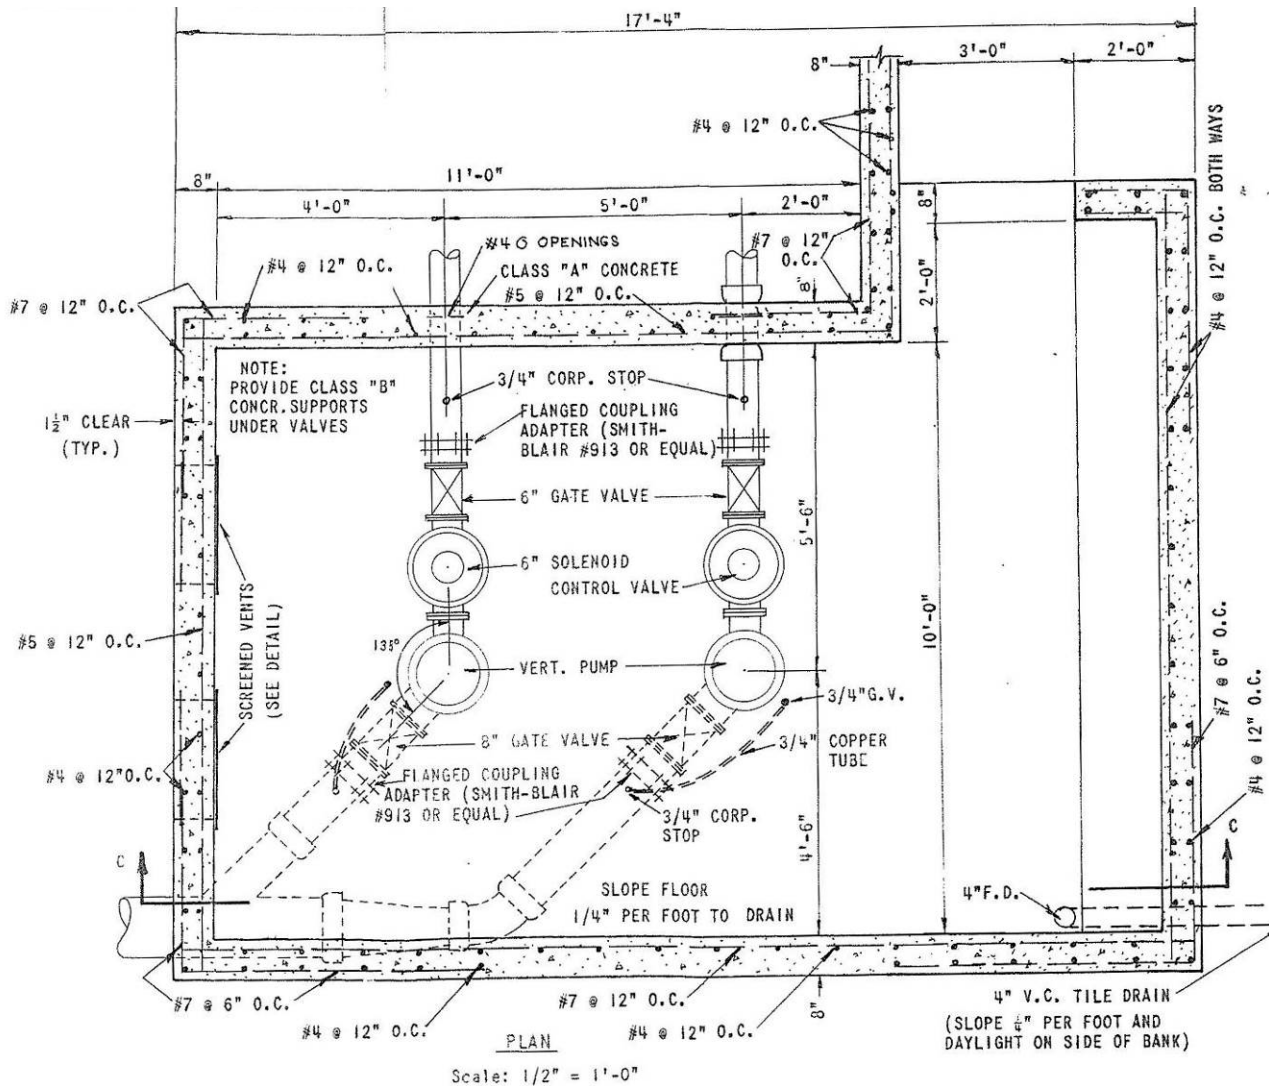 17'-4"
8"
3'-0"
2'-0"
#4 @ 12" O.C.
#4 @ 12" O.C. BOTH WAYS
8"
11'-0"
8"
4'-0"
5'-0"
2'-0"
#4 @ OPENINGS
#7 @ 12"
O.C.
#4 @ 12" O.C.
CLASS "A" CONCRETE
#5 @ 12" O.C.
8"
2'-0"
#7 @ 12" O.C.
NOTE:
PROVIDE CLASS "B"
CONCR.SUPPORTS
UNDER VALVES
3/4" CORP. STOP
1½" CLEAR
(TYP.)
FLANGED COUPLING
ADAPTER (SMITH-
BLAIR #913 OR EQUAL)
6" GATE VALVE
5'-6"
6" SOLENOID
CONTROL VALVE
SCREENED VENTS
(SEE DETAIL)
#5 @ 12" O.C.
135°
10'-0"
#7 @ 6" O.C.
VERT. PUMP
3/4"G.V.
8" GATE VALVE
3/4" COPPER
TUBE
#4 @ 12"O.C.
#4 @ 12" O.C.
FLANGED COUPLING
ADAPTER (SMITH-BLAIR
#913 OR EQUAL)
3/4" CORP.
STOP
4'-6"
C
C
SLOPE FLOOR
1/4" PER FOOT TO DRAIN
4"F.D.
#7 @ 6" O.C.
#7 @ 12" O.C.
8"
#4 @ 12" O.C.
#4 @ 12" O.C.
4" V.C. TILE DRAIN
(SLOPE ¼" PER FOOT AND
DAYLIGHT ON SIDE OF BANK)
PLAN
Scale: 1/2" = 1'-0"